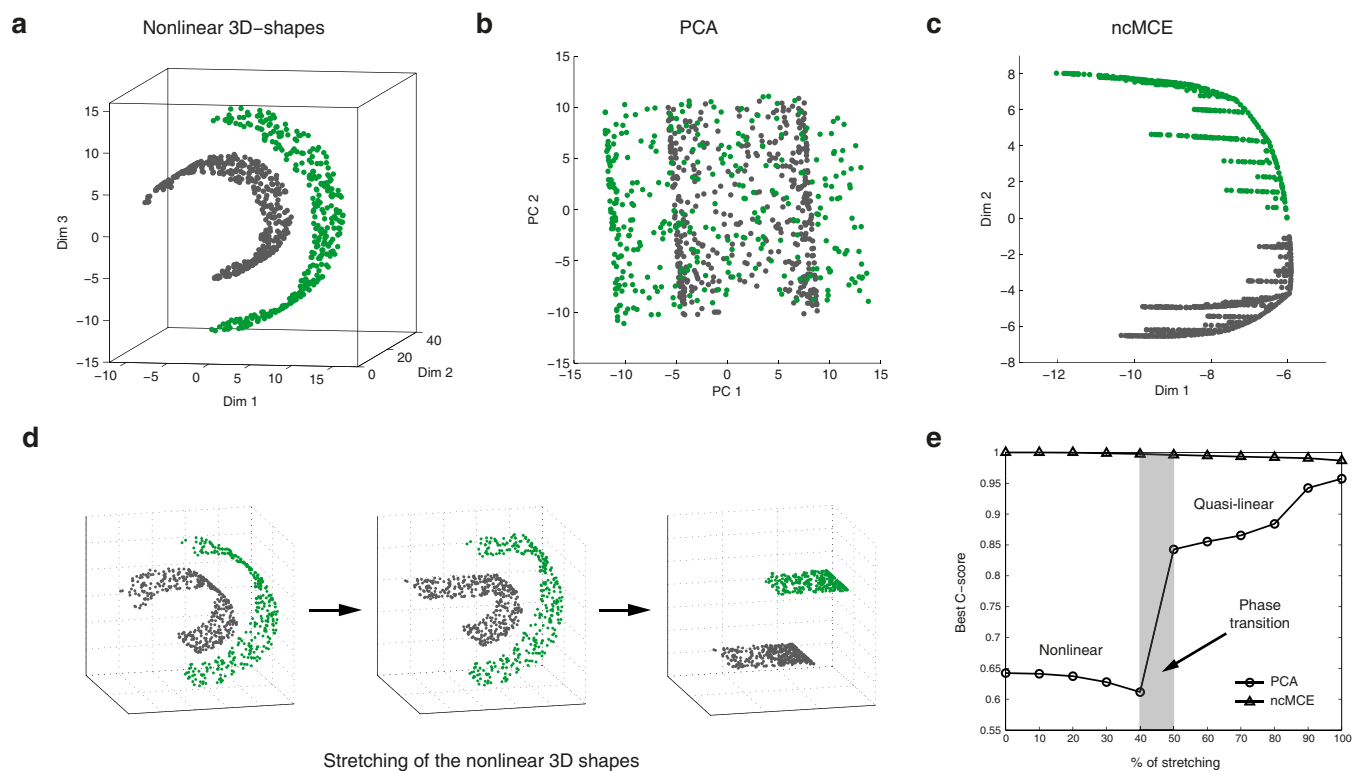 a
Nonlinear 3D−shapes
15
10
5
0
−5
−10
−15
Dim 3
−10
−5
0
5
10
15
Dim 1
0
20
40
Dim 2
b
PCA
15
10
5
0
−5
−10
−15
PC 2
−15
−10
−5
0
5
10
15
PC 1
c
ncMCE
8
6
4
2
0
−2
−4
−6
−8
Dim 2
−12
−10
−8
−6
Dim 1
d
Stretching of the nonlinear 3D shapes
e
1
0.95
0.9
0.85
0.8
0.75
0.7
0.65
0.6
0.55
Best C−score
Quasi-linear
Phase
transition
Nonlinear
PCA
ncMCE
0
10
20
30
40
50
60
70
80
90
100
% of stretching